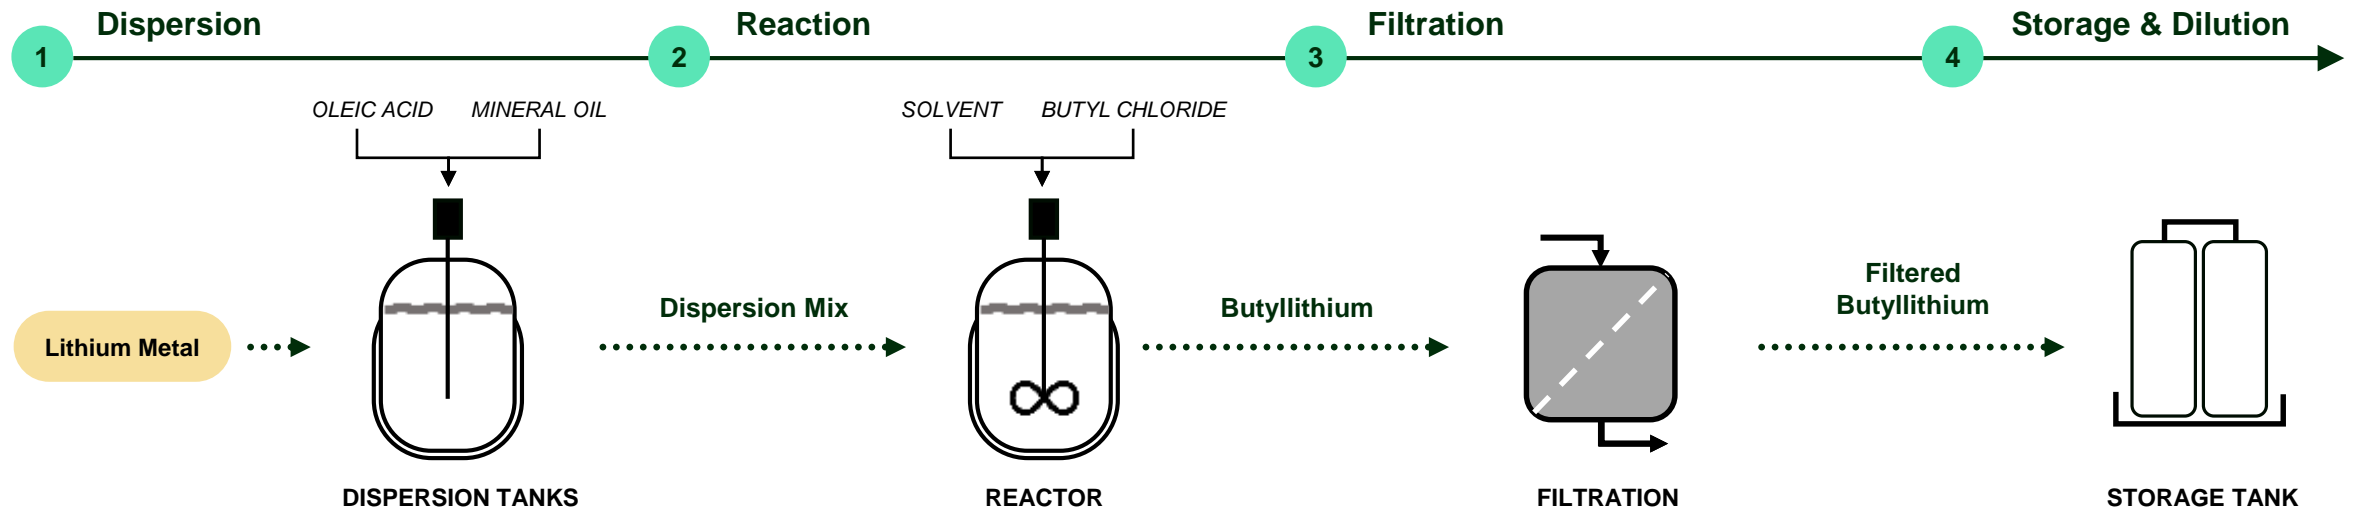 Dispersion
Reaction
Filtration
Storage & Dilution
1
2
3
4
OLEIC ACID
MINERAL OIL
SOLVENT
BUTYL CHLORIDE
Lithium Metal
Dispersion Mix
Butyllithium
Filtered
Butyllithium
DISPERSION TANKS
REACTOR
FILTRATION
STORAGE TANK